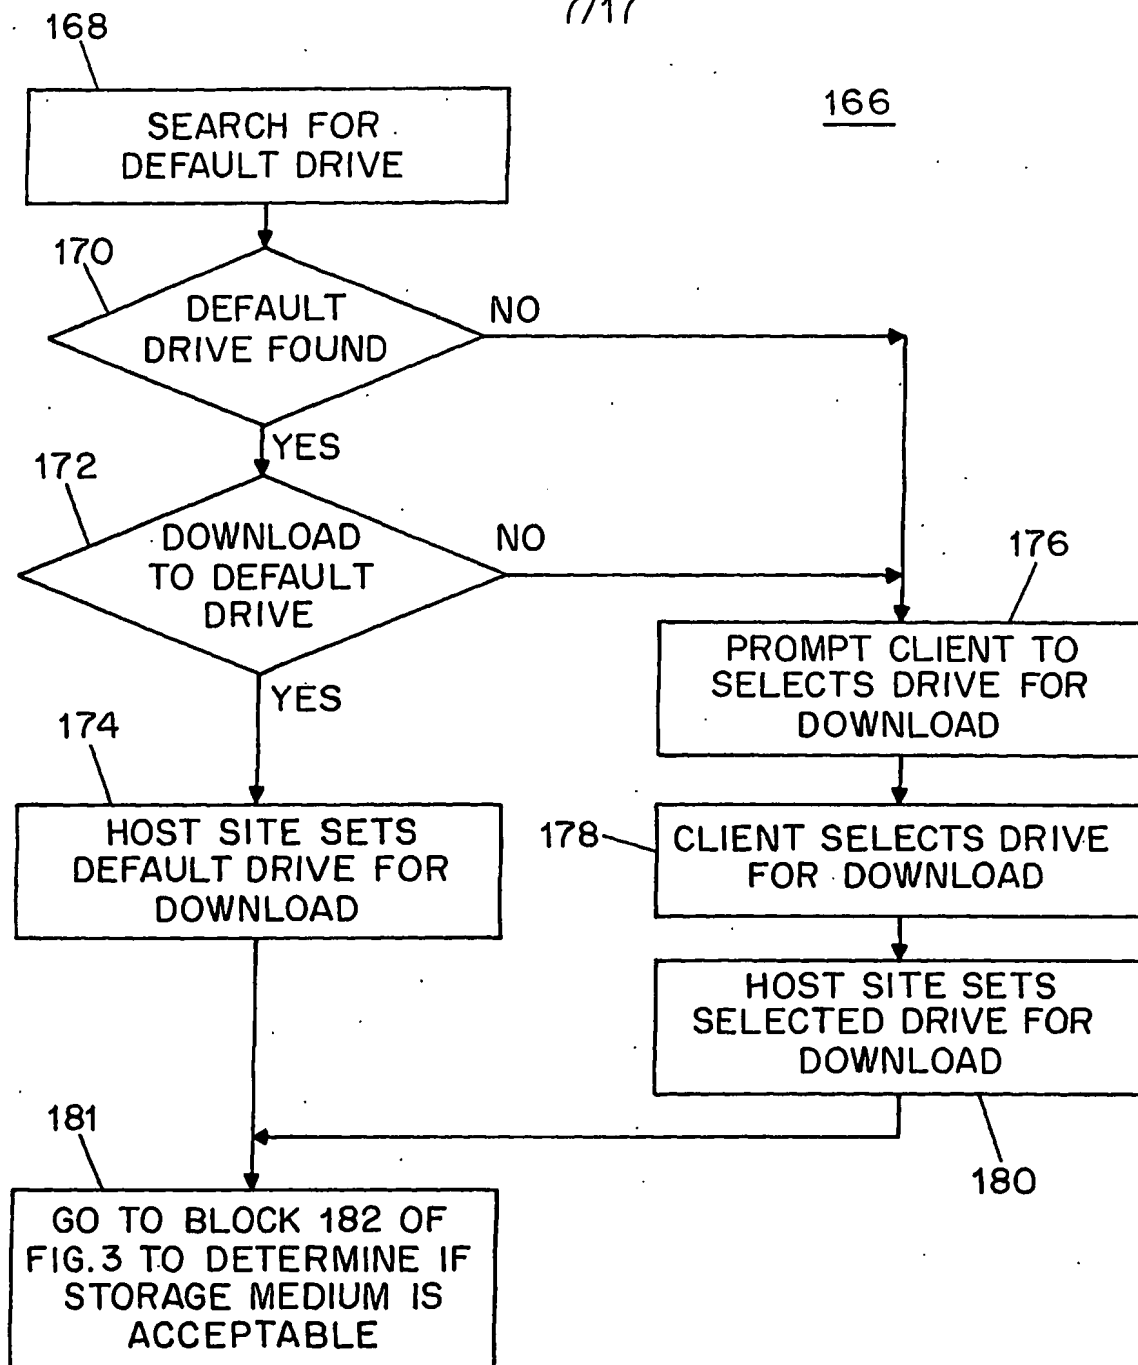 7/17
168
166
SEARCH FOR
DEFAULT DRIVE
170
DEFAULT
DRIVE FOUND
NO
YES
172
DOWNLOAD
TO DEFAULT
DRIVE
NO
YES
176
PROMPT CLIENT TO
SELECTS DRIVE FOR
DOWNLOAD
174
HOST SITE SETS
DEFAULT DRIVE FOR
DOWNLOAD
178
CLIENT SELECTS DRIVE
FOR DOWNLOAD
HOST SITE SETS
SELECTED DRIVE FOR
DOWNLOAD
180
181
GO TO BLOCK 182 OF
FIG.3 TO DETERMINE IF
STORAGE MEDIUM IS
ACCEPTABLE